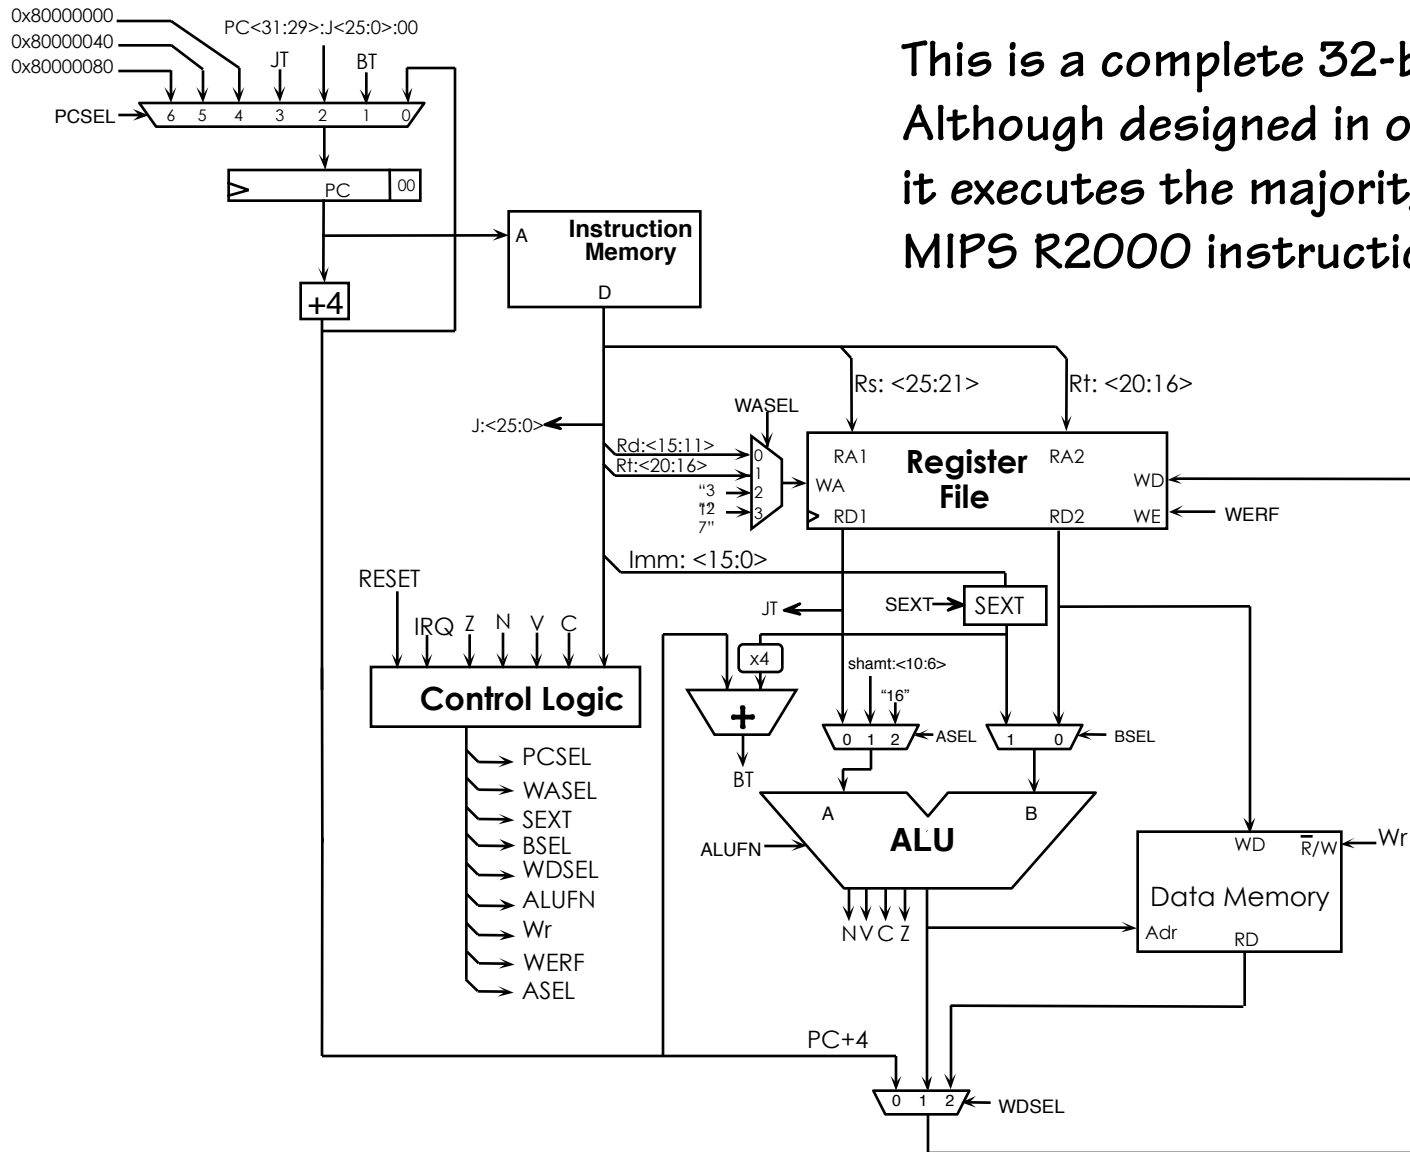 0x80000000
0x80000040
0x80000080
PC<31:29>:J<25:0>:00
JT
BT
PCSEL
6 5 4 3 2 1 0
PC 00
+4
This is a complete 32-b
Although designed in o
it executes the majorit
MIPS R2000 instructi
A
Instruction
Memory
D
Rs: <25:21>
Rt: <20:16>
WASEL
J:<25:0>
Rd:<15:11>
Rt:<20:16>
0
1
2
3
"3
7"
RA1
RA2
Register
File
WA
WD
RD1
RD2
WE
WERF
Imm: <15:0>
RESET
IRQ
Z
N
V
C
JT
SEXT
SEXT
x4
shamt:<10:6>
"16"
Control Logic
+
0 1 2
ASEL
1 0
BSEL
BT
PCSEL
WASEL
SEXT
BSEL
WDSEL
ALUFN
Wr
WERF
ASEL
A
B
ALU
ALUFN
N V C Z
WD
R/W
Wr
Data Memory
Adr
RD
PC+4
0 1 2
WDSEL